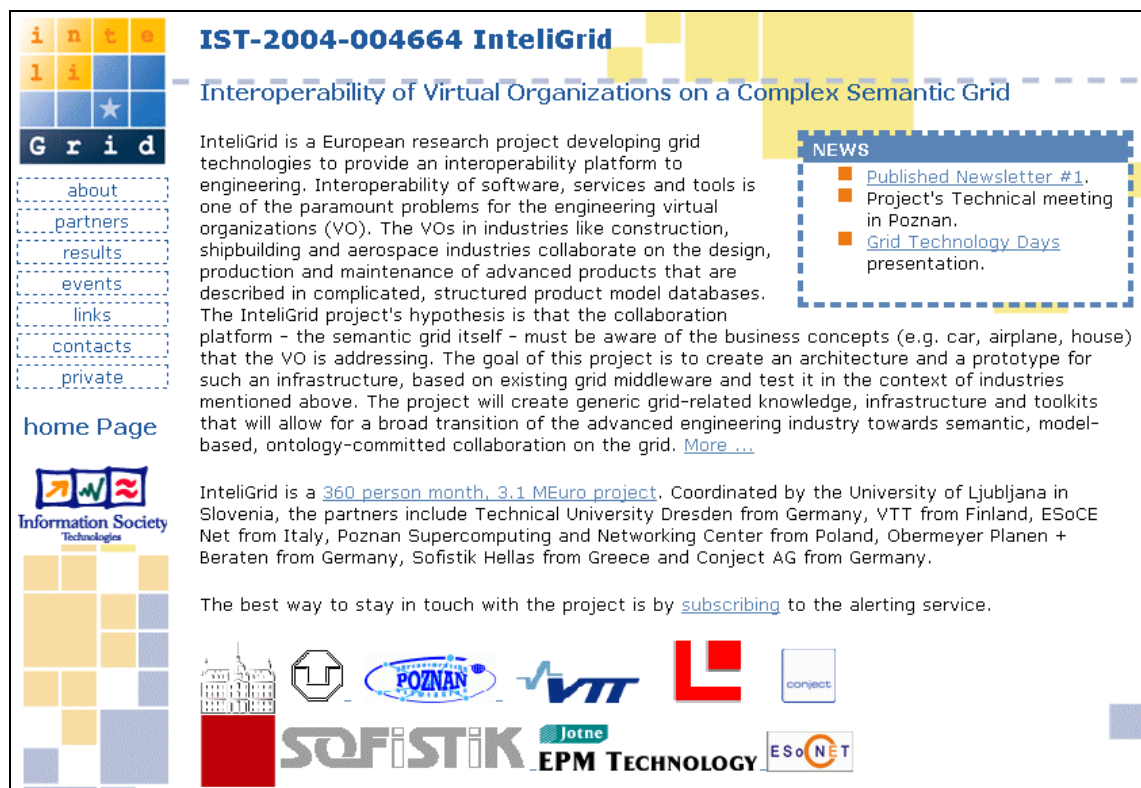 inte
li
Grid
about
partners
results
events
links
contacts
private
home Page
Information Society
Technologies
IST-2004-004664 InteliGrid
Interoperability of Virtual Organizations on a Complex Semantic Grid
InteliGrid is a European research project developing grid
technologies to provide an interoperability platform to
engineering. Interoperability of software, services and tools is
one of the paramount problems for the engineering virtual
organizations (VO). The VOs in industries like construction,
shipbuilding and aerospace industries collaborate on the design,
production and maintenance of advanced products that are
described in complicated, structured product model databases.
The InteliGrid project's hypothesis is that the collaboration
platform – the semantic grid itself – must be aware of the business concepts (e.g. car, airplane, house)
that the VO is addressing. The goal of this project is to create an architecture and a prototype for
such an infrastructure, based on existing grid middleware and test it in the context of industries
mentioned above. The project will create generic grid-related knowledge, infrastructure and toolkits
that will allow for a broad transition of the advanced engineering industry towards semantic, model-
based, ontology-committed collaboration on the grid. More ...
NEWS
Published Newsletter #1.
Project's Technical meeting
in Poznan.
Grid Technology Days
presentation.
InteliGrid is a 360 person month, 3.1 MEuro project. Coordinated by the University of Ljubljana in
Slovenia, the partners include Technical University Dresden from Germany, VTT from Finland, ESoCE
Net from Italy, Poznan Supercomputing and Networking Center from Poland, Obermeyer Planen +
Beraten from Germany, Sofistik Hellas from Greece and Conject AG from Germany.
The best way to stay in touch with the project is by subscribing to the alerting service.
POZNAN
VTT
conject
SOFiSTiK
Jotne
EPM TECHNOLOGY
ESoCNET